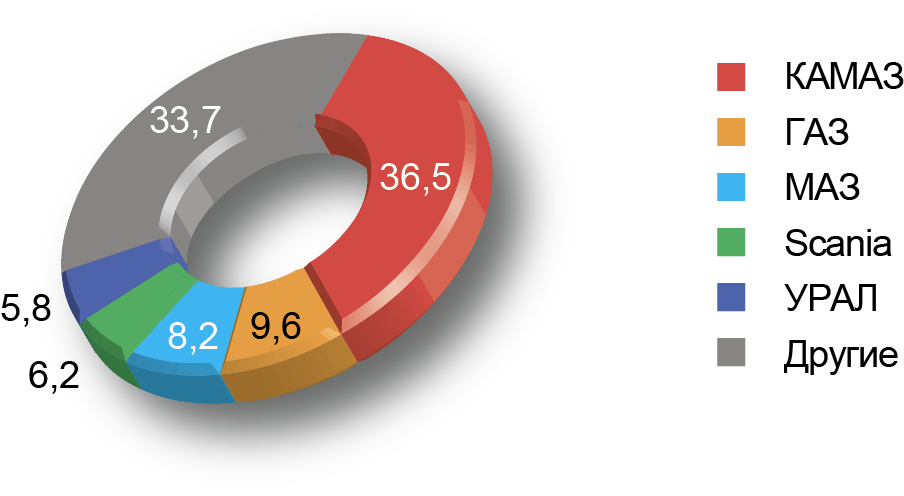 33,7
36,5
5,8
8,2
9,6
6,2
КАМАЗ
ГАЗ
МАЗ
Scania
УРАЛ
Другие